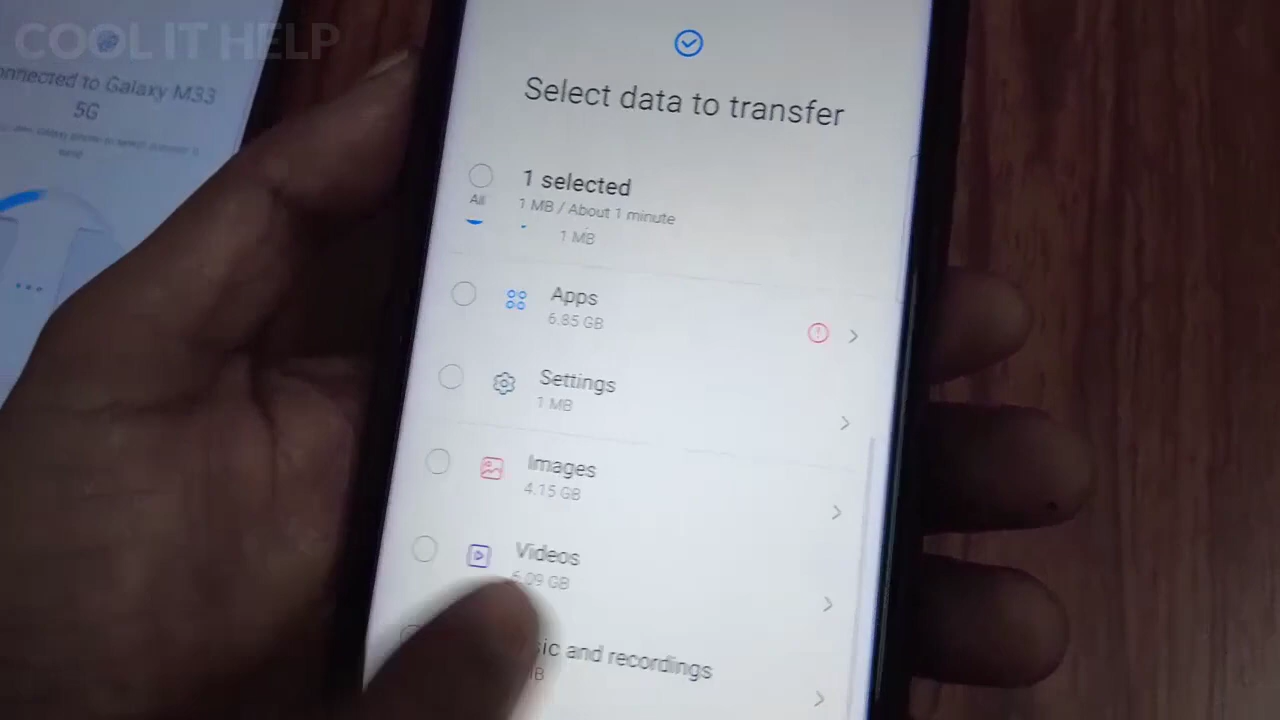 COOL IT HELP
onnected to Galaxy M33
5G
Select data to transfer
1 selected
All
1 MB / About 1 minute
1 MB
Apps
6.85 GB
Settings
1 MB
Images
4.15 GB
Videos
6.09 GB
sic and recordings